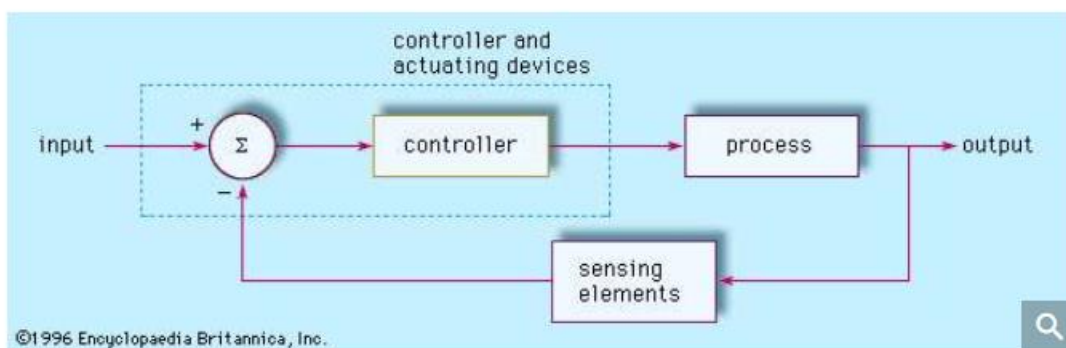 controller and
actuating devices
input
+
Σ
−
controller
process
output
sensing
elements
©1996 Encyclopaedia Britannica, Inc.